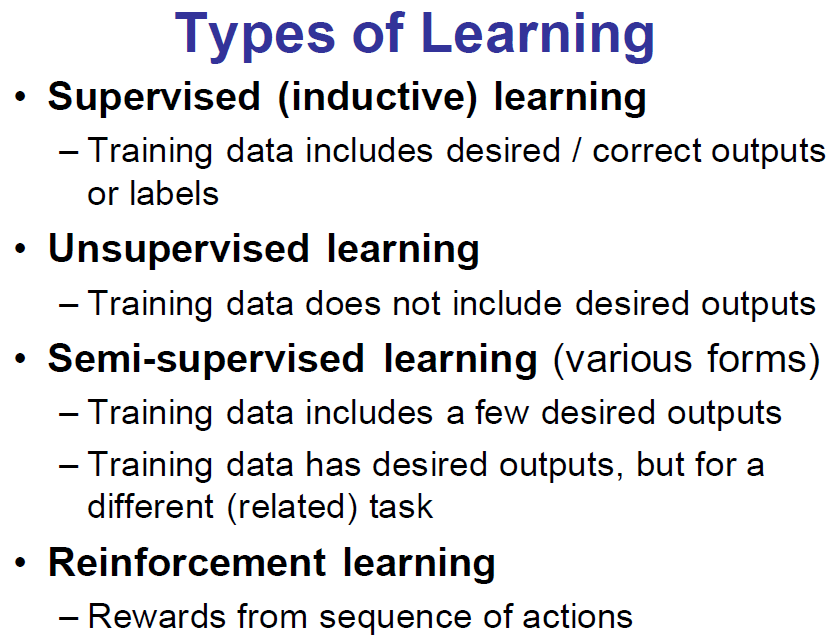 Types of Learning
• Supervised (inductive) learning
– Training data includes desired / correct outputs
or labels
• Unsupervised learning
– Training data does not include desired outputs
• Semi-supervised learning (various forms)
– Training data includes a few desired outputs
– Training data has desired outputs, but for a
different (related) task
• Reinforcement learning
– Rewards from sequence of actions